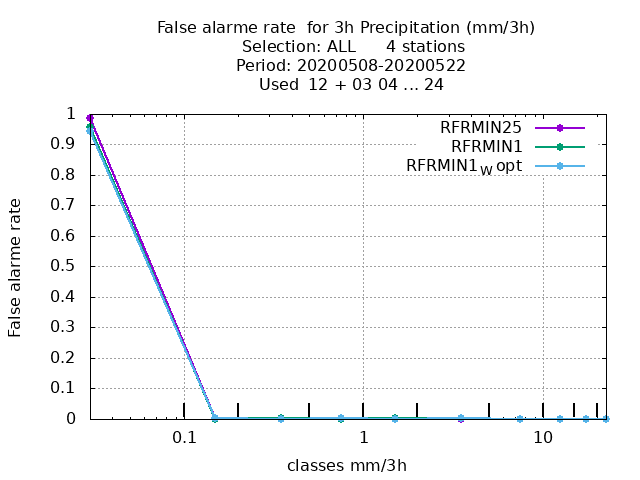 False alarme rate  for 3h Precipitation (mm/3h)
Selection: ALL      4 stations
Period: 20200508-20200522
Used  12 + 03 04 ... 24
RFRMIN25
RFRMIN1
RFRMIN1W opt
1
0.9
0.8
0.7
0.6
0.5
0.4
0.3
0.2
0.1
0
False alarme rate
0.1
1
10
classes mm/3h